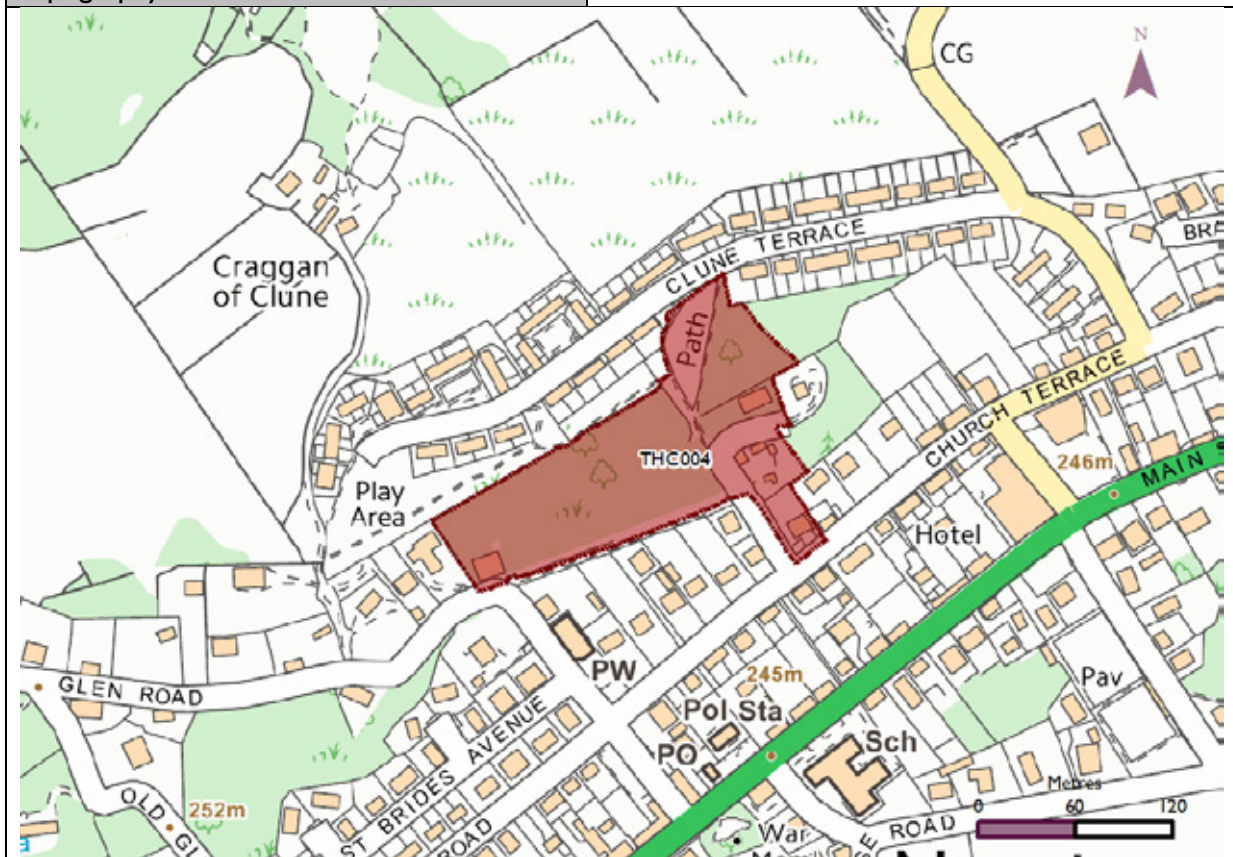 N
CG
CLUNE TERRACE
BRA
Craggan
of Clune
Path
CHURCH TERRACE
THC004
246m
MAIN S
Play
Area
Hotel
PW
GLEN ROAD
245m
Pav
Pol Sta
PO
Sch
ST BRIDES AVENUE
Metres
0 60 120
252m
OLD GL
ROAD
War
ROAD